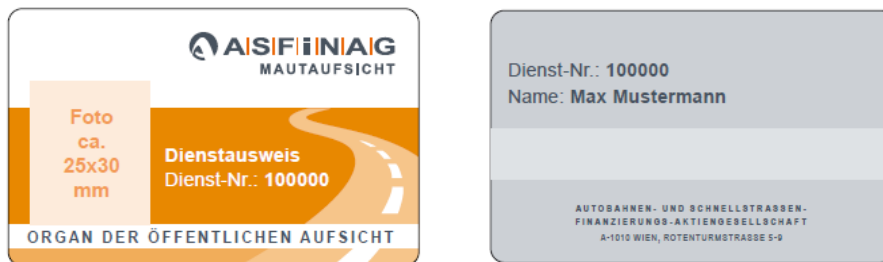 A|S|F|i|N|A|G
MAUTAUFSICHT
Foto
ca.
25x30
mm
Dienstausweis
Dienst-Nr.: 100000
ORGAN DER ÖFFENTLICHEN AUFSICHT
Dienst-Nr.: 100000
Name: Max Mustermann
AUTOBAHNEN- UND SCHNELLSTRASSEN-
FINANZIERUNGS-AKTIENGESELLSCHAFT
A-1010 WIEN, ROTENTURMSTRASSE 5-9